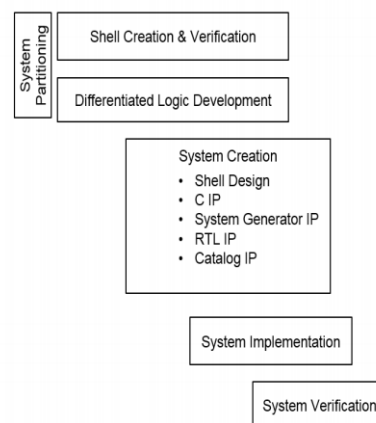 System
Partitioning
Shell Creation & Verification
Differentiated Logic Development
System Creation
• Shell Design
• C IP
• System Generator IP
• RTL IP
• Catalog IP
System Implementation
System Verification